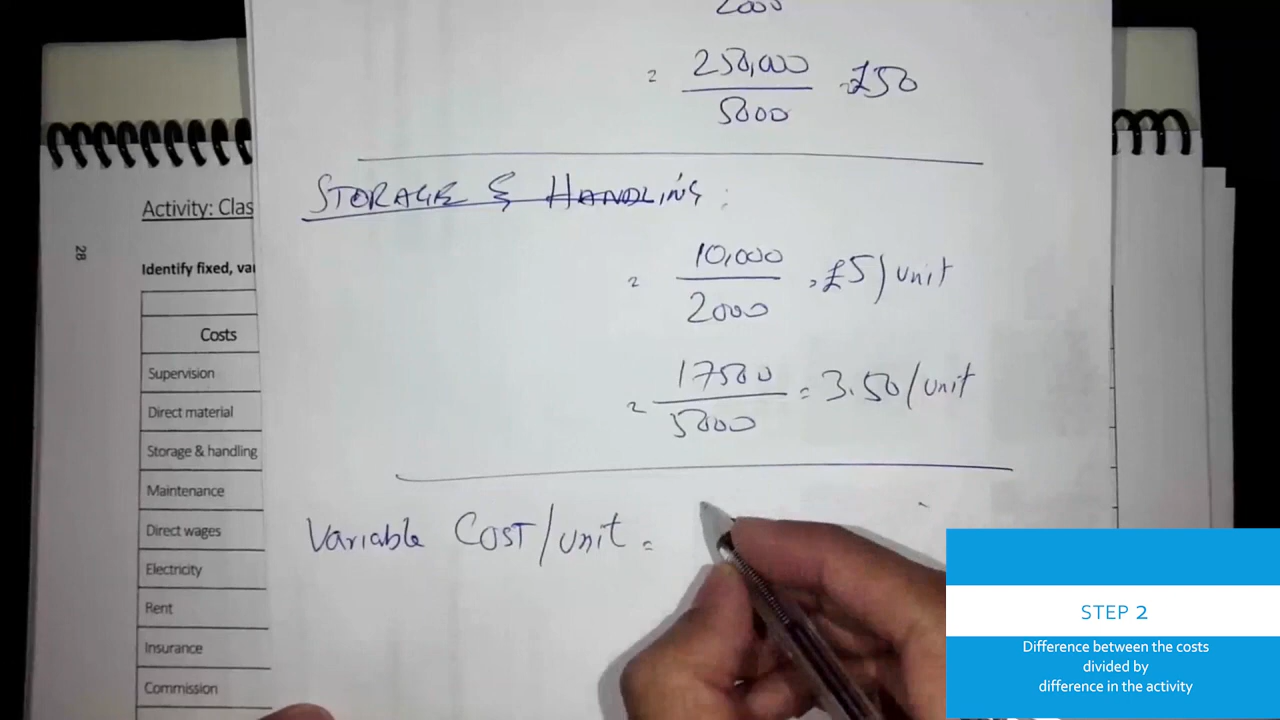 2000
= 250,000 / 5000 £50
STORAGE & HANDLING :
= 10,000 / 2000 = £5/unit
= 17500 / 5000 = 3.50/unit
Variable COST/unit =
28
Activity: Clas
Identify fixed, va
Costs
Supervision
Direct material
Storage & handling
Maintenance
Direct wages
Electricity
Rent
Insurance
Commission
STEP 2
Difference between the costs
divided by
difference in the activity